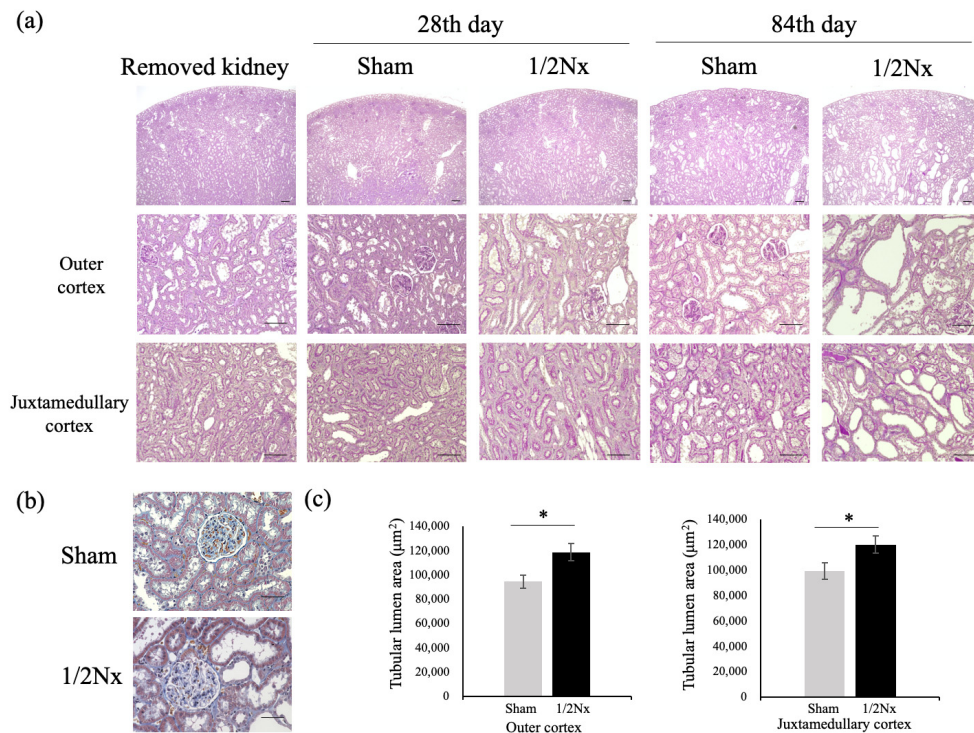 (a)
28th day
84th day
Removed kidney
Sham
1/2Nx
Sham
1/2Nx
Outer
cortex
Juxtamedullary
cortex
(b)
Sham
1/2Nx
(c)
Tubular lumen area (μm²)
140,000
120,000
100,000
80,000
60,000
40,000
20,000
0
*
Sham
1/2Nx
Outer cortex
Tubular lumen area (μm²)
140,000
120,000
100,000
80,000
60,000
40,000
20,000
0
*
Sham
1/2Nx
Juxtamedullary cortex